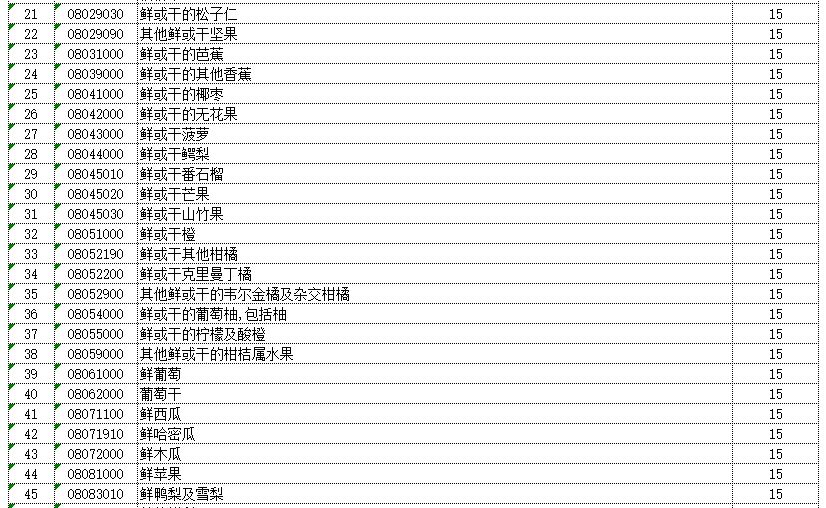 21 08029030 鲜或干的松子仁 15
22 08029090 其他鲜或干坚果 15
23 08031000 鲜或干的芭蕉 15
24 08039000 鲜或干的其他香蕉 15
25 08041000 鲜或干的椰枣 15
26 08042000 鲜或干的无花果 15
27 08043000 鲜或干菠萝 15
28 08044000 鲜或干鳄梨 15
29 08045010 鲜或干番石榴 15
30 08045020 鲜或干芒果 15
31 08045030 鲜或干山竹果 15
32 08051000 鲜或干橙 15
33 08052190 鲜或干其他柑橘 15
34 08052200 鲜或干克里曼丁橘 15
35 08052900 其他鲜或干的韦尔金橘及杂交柑橘 15
36 08054000 鲜或干的葡萄柚,包括柚 15
37 08055000 鲜或干的柠檬及酸橙 15
38 08059000 其他鲜或干的柑桔属水果 15
39 08061000 鲜葡萄 15
40 08062000 葡萄干 15
41 08071100 鲜西瓜 15
42 08071910 鲜哈密瓜 15
43 08072000 鲜木瓜 15
44 08081000 鲜苹果 15
45 08083010 鲜鸭梨及雪梨 15